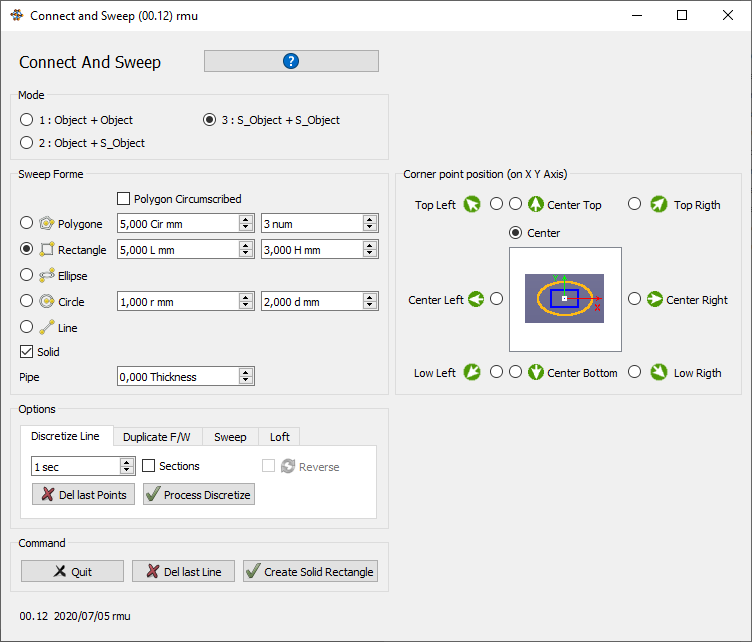 Connect and Sweep (00.12) rmu
Connect And Sweep
?
Mode
1 : Object + Object
3 : S_Object + S_Object
2 : Object + S_Object
Sweep Forme
Polygon Circumscribed
Polygone
5,000 Cir mm
3 num
Rectangle
5,000 L mm
3,000 H mm
Ellipse
Circle
1,000 r mm
2,000 d mm
Line
Solid
Pipe
0,000 Thickness
Corner point position (on X Y Axis)
Top Left
Center Top
Top Rigth
Center
Center Left
Y
X
Center Right
Low Left
Center Bottom
Low Rigth
Options
Discretize Line
Duplicate F/W
Sweep
Loft
1 sec
Sections
Reverse
Del last Points
Process Discretize
Command
Quit
Del last Line
Create Solid Rectangle
00.12 2020/07/05 rmu